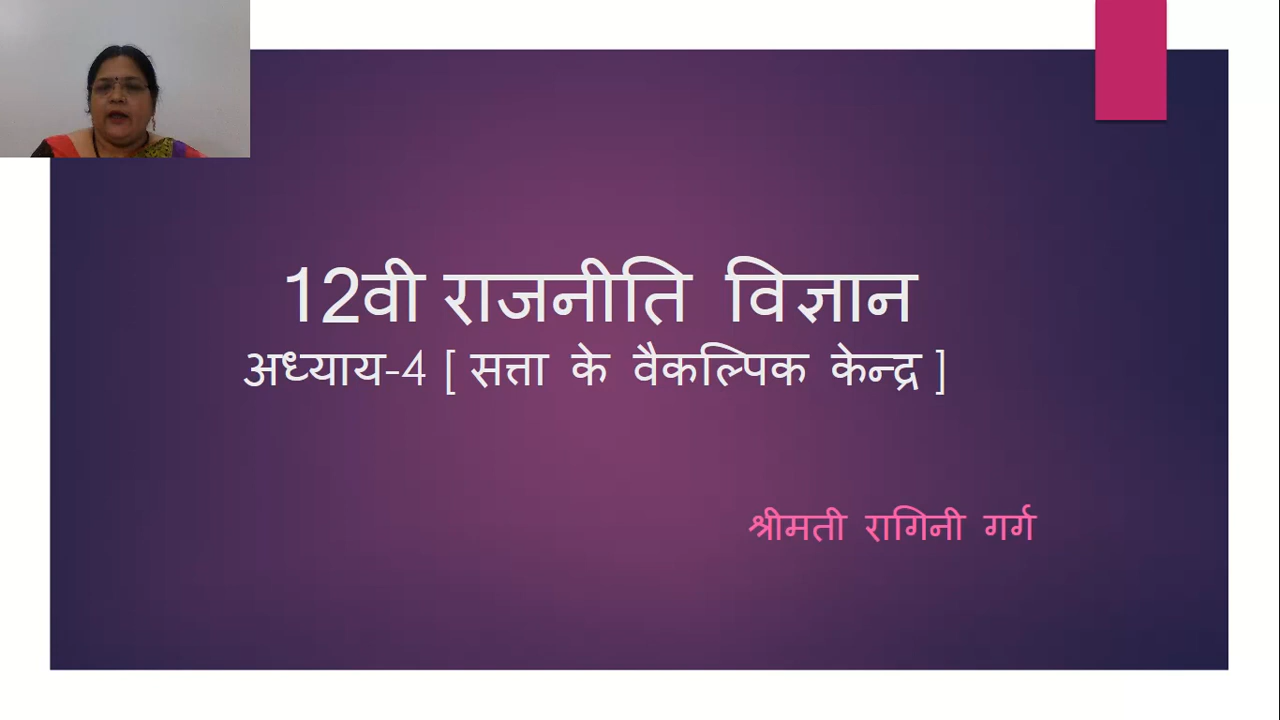 12वी राजनीति विज्ञान
अध्याय-4 [ सत्ता के वैकल्पिक केन्द्र ]
श्रीमती रागिनी गर्ग